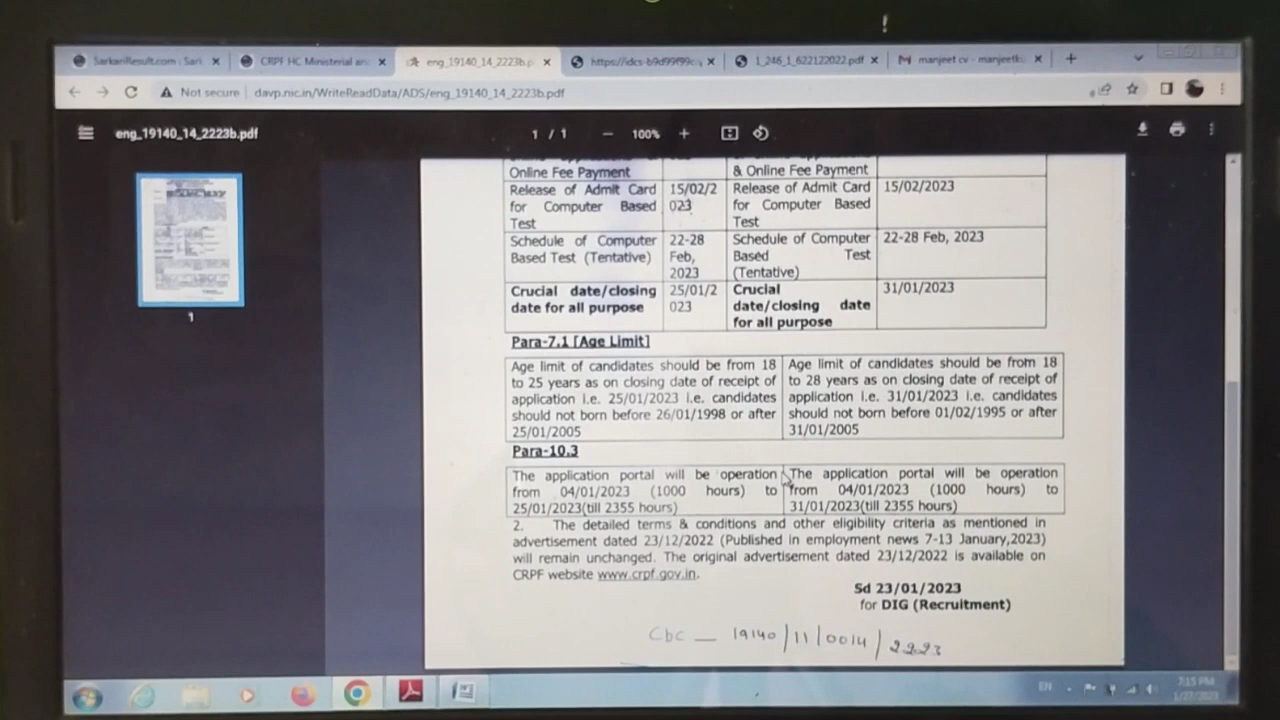 SarkariResult.com : Sark
CRPF HC Ministerial and
eng_19140_14_2223b.p
https://idcs-b9d99f99c
1_246_1_622122022.pdf
manjeet cv - manjeetk
Not secure | davp.nic.in/WriteReadData/ADS/eng_19140_14_2223b.pdf
eng_19140_14_2223b.pdf
1 / 1
100%
1
Online Fee Payment
& Online Fee Payment
Release of Admit Card for Computer Based Test
15/02/2023
Release of Admit Card for Computer Based Test
15/02/2023
Schedule of Computer Based Test (Tentative)
22-28 Feb, 2023
Schedule of Computer Based Test (Tentative)
22-28 Feb, 2023
Crucial date/closing date for all purpose
25/01/2023
Crucial date/closing date for all purpose
31/01/2023
Para-7.1 [Age Limit]
Age limit of candidates should be from 18
to 25 years as on closing date of receipt of
application i.e. 25/01/2023 i.e. candidates
should not born before 26/01/1998 or after
25/01/2005
Age limit of candidates should be from 18
to 28 years as on closing date of receipt of
application i.e. 31/01/2023 i.e. candidates
should not born before 01/02/1995 or after
31/01/2005
Para-10.3
The application portal will be operation
from 04/01/2023 (1000 hours) to
25/01/2023(till 2355 hours)
The application portal will be operation
from 04/01/2023 (1000 hours) to
31/01/2023(till 2355 hours)
2. The detailed terms & conditions and other eligibility criteria as mentioned in
advertisement dated 23/12/2022 (Published in employment news 7-13 January,2023)
will remain unchanged. The original advertisement dated 23/12/2022 is available on
CRPF website www.crpf.gov.in.
Sd 23/01/2023
for DIG (Recruitment)
Cbc — 19140/11/0014/2223
EN
7:15 PM
1/27/2023